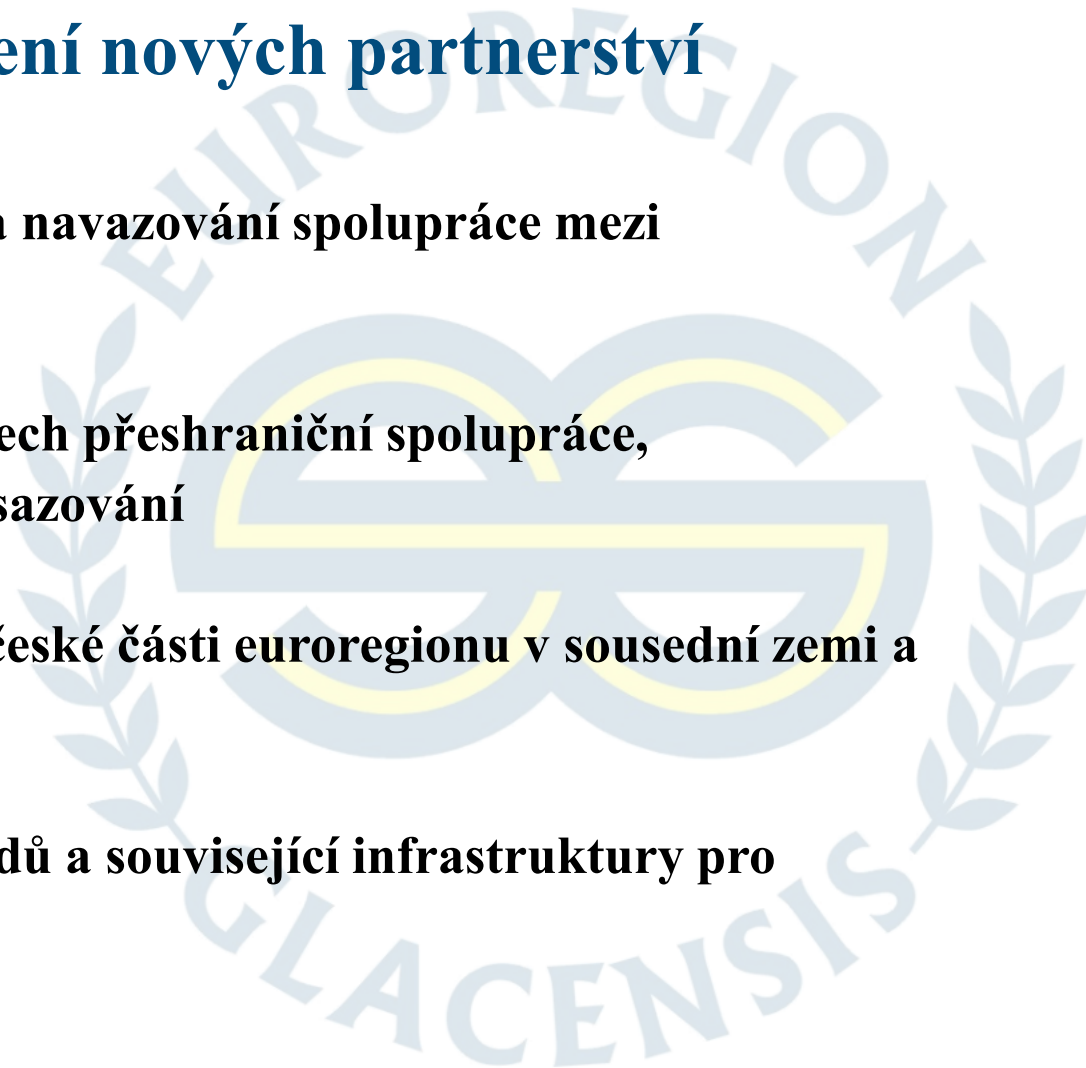 ení nových partnerství
a navazování spolupráce mezi
ech přeshraniční spolupráce,
sazování
české části euroregionu v sousední zemi a
dů a související infrastruktury pro
EUROREGION
GLACENSIS